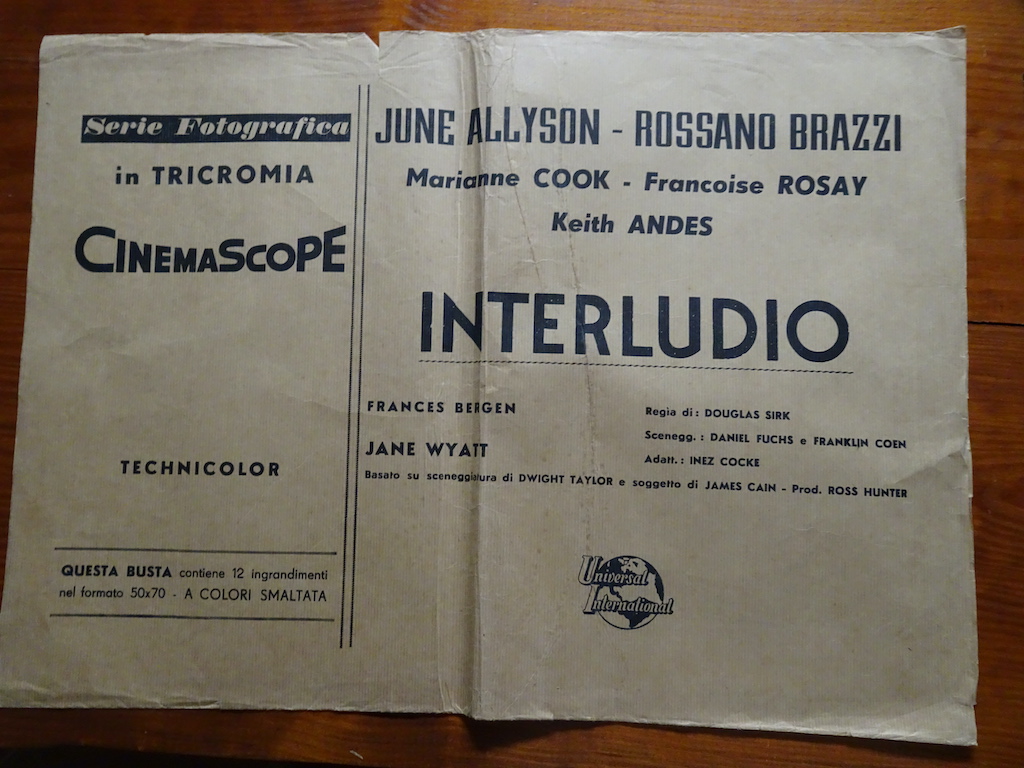 Serie Fotografica
in TRICROMIA
CINEMASCOPE
TECHNICOLOR
QUESTA BUSTA contiene 12 ingrandimenti
nel formato 50x70 - A COLORI SMALTATA
JUNE ALLYSON - ROSSANO BRAZZI
Marianne COOK - Francoise ROSAY
Keith ANDES
INTERLUDIO
FRANCES BERGEN
JANE WYATT
Regia di: DOUGLAS SIRK
Scenegg.: DANIEL FUCHS e FRANKLIN COEN
Adatt.: INEZ COCKE
Basato su sceneggiatura di DWIGHT TAYLOR e soggetto di JAMES CAIN - Prod. ROSS HUNTER
Universal
International